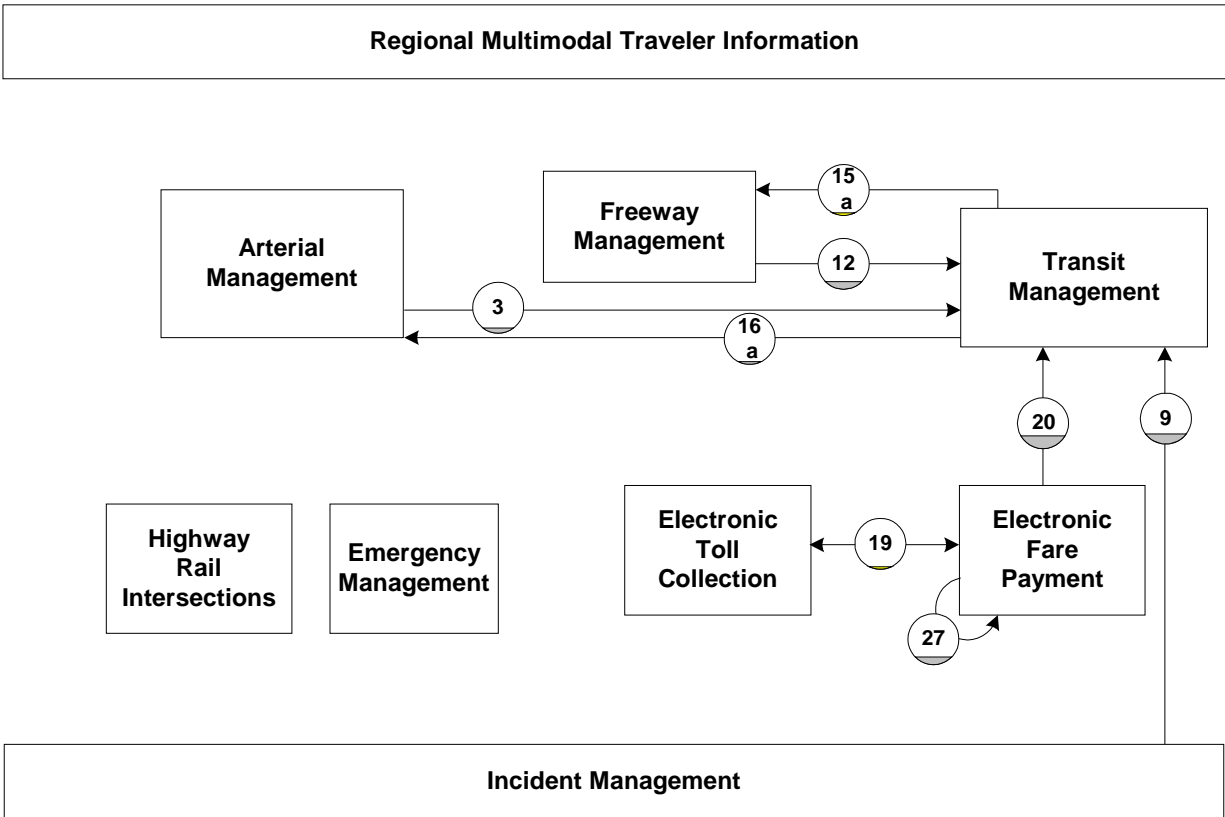 Regional Multimodal Traveler Information
15
a
Freeway
Management
Arterial
Management
12
Transit
Management
3
16
a
20
9
Highway
Rail
Intersections
Emergency
Management
Electronic
Toll
Collection
19
Electronic
Fare
Payment
27
Incident Management